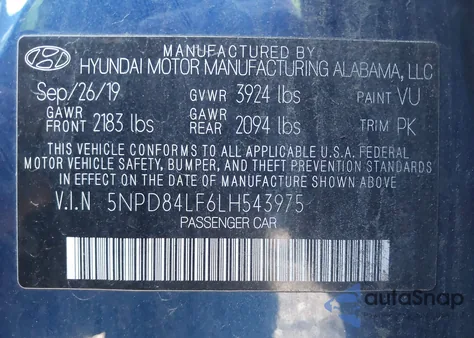 MANUFACTURED BY
HYUNDAI MOTOR MANUFACTURING ALABAMA, LLC
Sep/26/19 GVWR 3924 lbs PAINT VU
GAWR FRONT 2183 lbs GAWR REAR 2094 lbs TRIM PK
THIS VEHICLE CONFORMS TO ALL APPLICABLE U.S.A. FEDERAL
MOTOR VEHICLE SAFETY, BUMPER, AND THEFT PREVENTION STANDARDS
IN EFFECT ON THE DATE OF MANUFACTURE SHOWN ABOVE.
V.I.N 5NPD84LF6LH543975
PASSENGER CAR
autaSnap